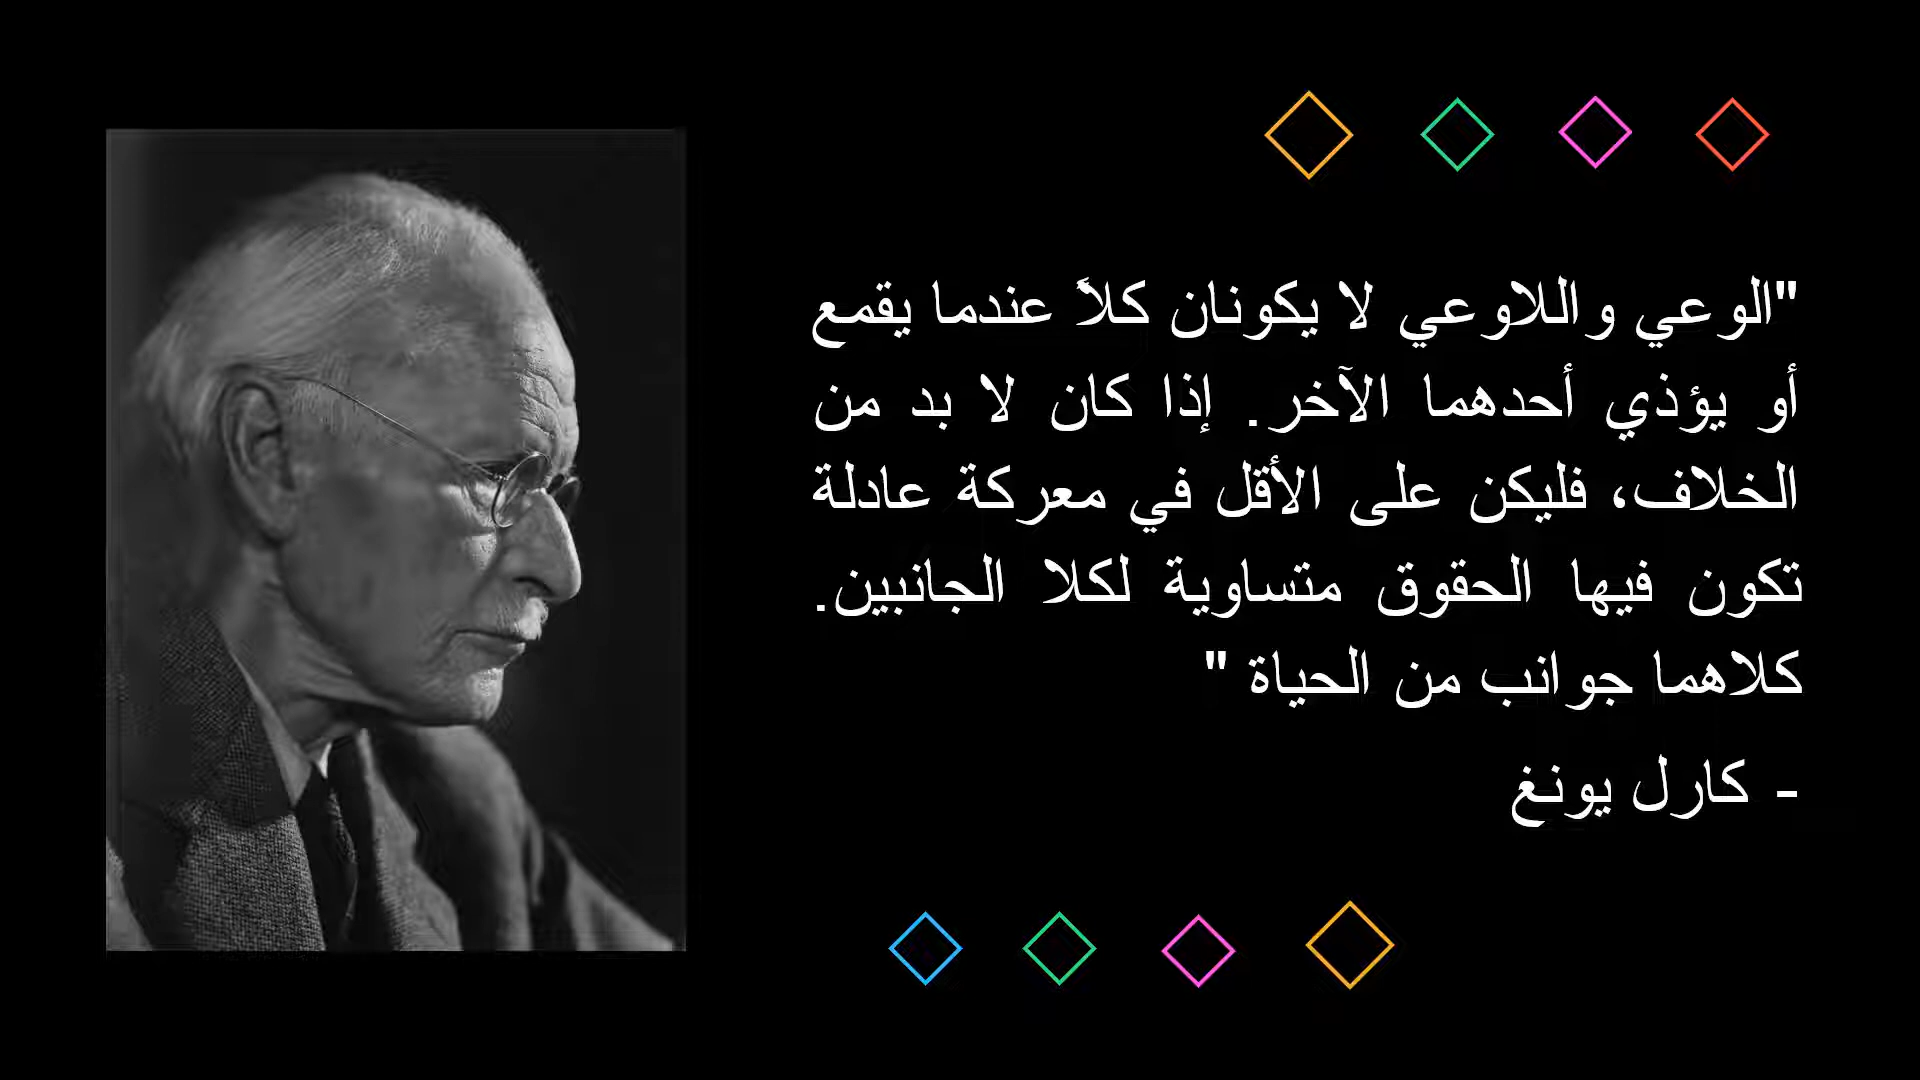 "الوعي واللاوعي لا يكونان كلاً عندما يقمع
أو يؤذي أحدهما الآخر. إذا كان لا بد من
الخلاف، فليكن على الأقل في معركة عادلة
تكون فيها الحقوق متساوية لكلا الجانبين.
كلاهما جوانب من الحياة "
- كارل يونغ